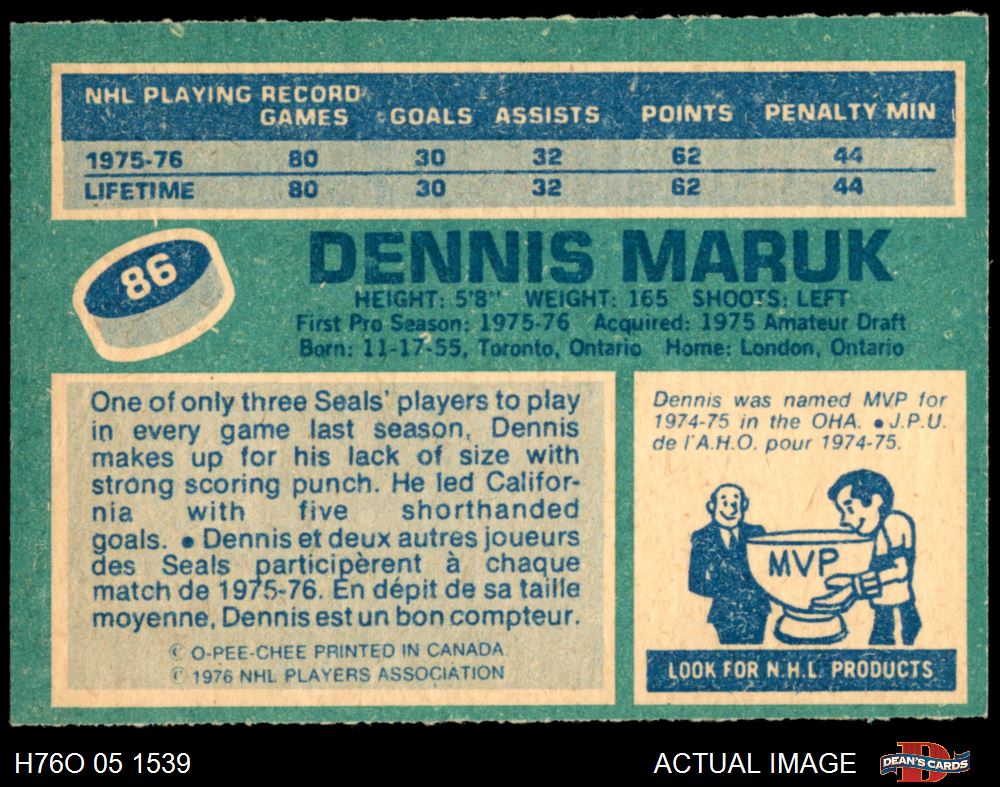 NHL PLAYING RECORD
GAMES GOALS ASSISTS POINTS PENALTY MIN
1975-76 80 30 32 62 44
LIFETIME 80 30 32 62 44
86
DENNIS MARUK
HEIGHT: 5'8" WEIGHT: 165 SHOOTS: LEFT
First Pro Season: 1975-76 Acquired: 1975 Amateur Draft
Born: 11-17-55, Toronto, Ontario Home: London, Ontario
One of only three Seals' players to play
in every game last season, Dennis
makes up for his lack of size with
strong scoring punch. He led Califor-
nia with five shorthanded
goals. • Dennis et deux autres joueurs
des Seals participèrent à chaque
match de 1975-76. En dépit de sa taille
moyenne, Dennis est un bon compteur.
© O-PEE-CHEE PRINTED IN CANADA
© 1976 NHL PLAYERS ASSOCIATION
Dennis was named MVP for
1974-75 in the OHA. • J.P.U.
de l'A.H.O. pour 1974-75.
MVP
LOOK FOR N.H.L. PRODUCTS
H76O 05 1539
ACTUAL IMAGE
D
DEAN'S CARDS